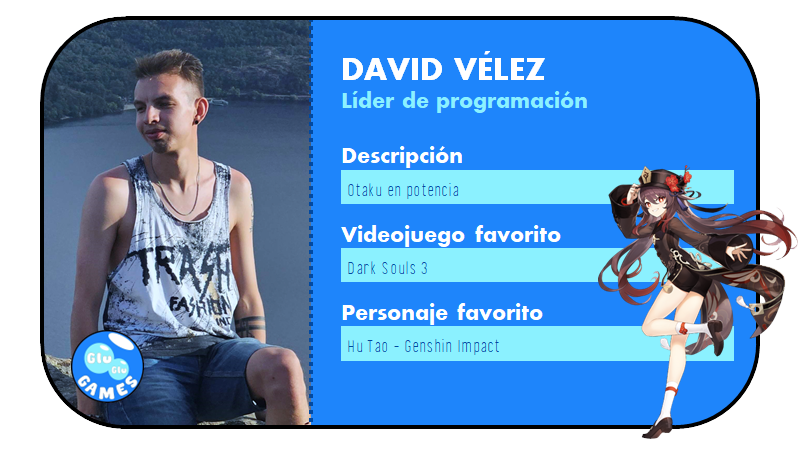 DAVID VÉLEZ
Líder de programación
Descripción
Otaku en potencia
Videojuego favorito
Dark Souls 3
Personaje favorito
Hu Tao - Genshin Impact
TRASH
FASHION
Glu
Glu
GAMES